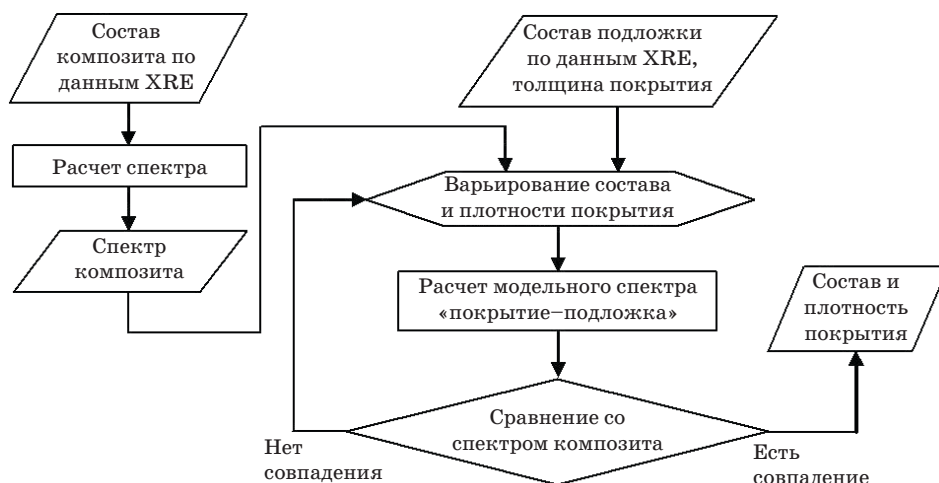 Состав
композита по
данным XRE
Расчет спектра
Спектр
композита
Состав подложки
по данным XRE,
толщина покрытия
Варьирование состава
и плотности покрытия
Расчет модельного спектра
«покрытие–подложка»
Сравнение со
спектром композита
Нет
совпадения
Есть
совпадение
Состав и
плотность
покрытия